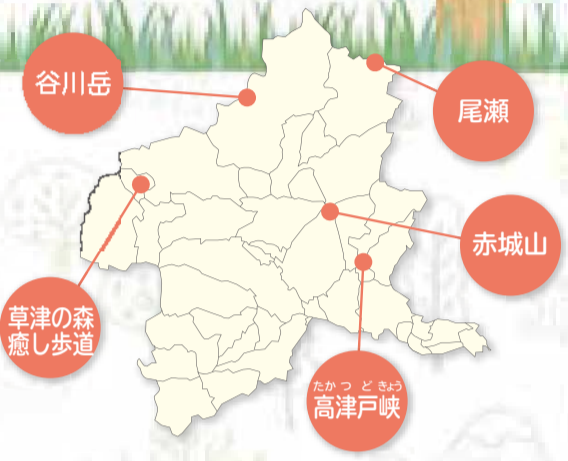 谷川岳
尾瀬
赤城山
草津の森
癒し歩道
たかつどきょう
高津戸峡